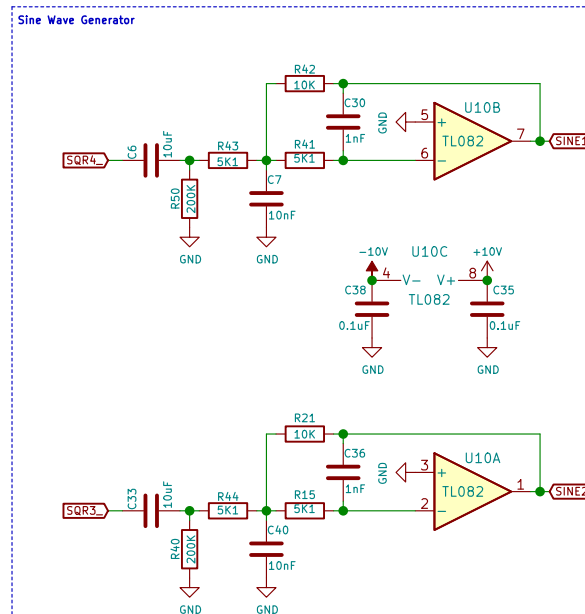 Sine Wave Generator
R42
10K
C30
1nF
GND
5
+
U10B
TL082
7
SINE1
6
−
SQR4_
C6
10uF
R43
5K1
R41
5K1
C7
10nF
R50
200K
GND
GND
-10V
U10C
+10V
4
V−
V+
8
TL082
C38
0.1uF
C35
0.1uF
GND
GND
R21
10K
C36
1nF
GND
3
+
U10A
TL082
1
SINE2
2
−
SQR3_
C33
10uF
R44
5K1
R15
5K1
C40
10nF
R40
200K
GND
GND